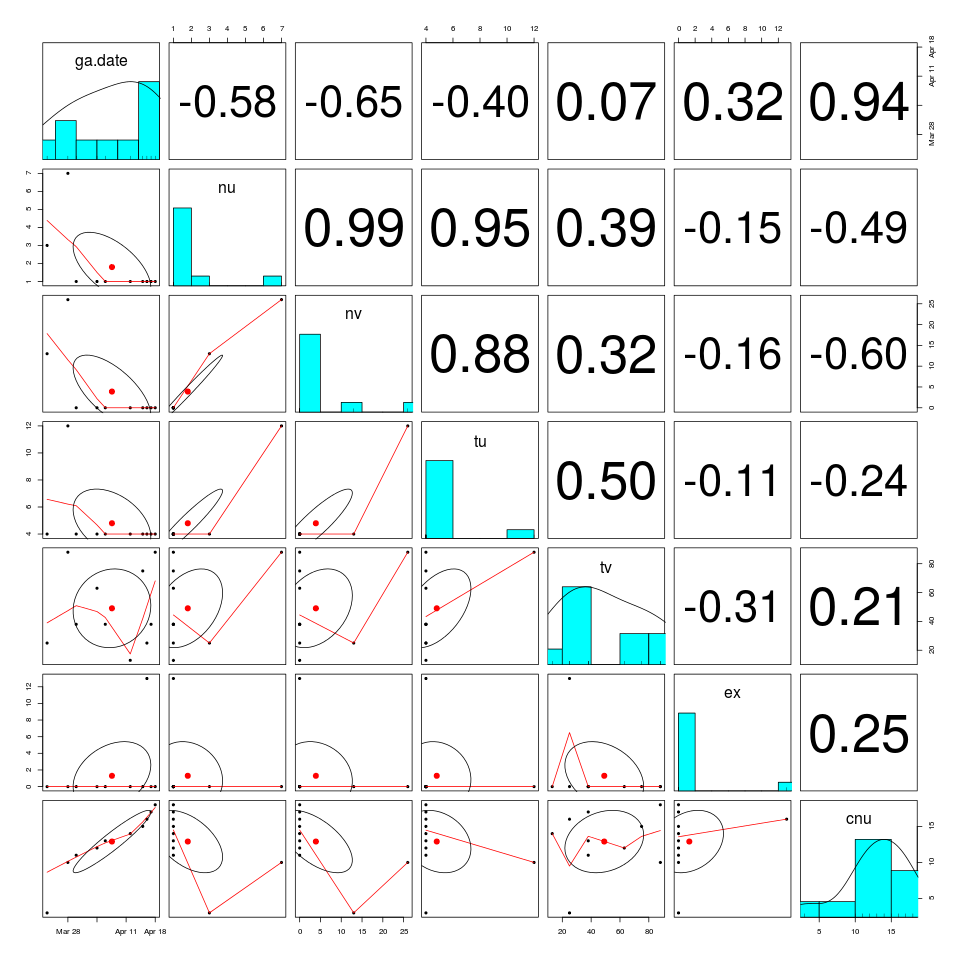 1 2 3 4 5 6 7 4 6 8 10 12 0 2 4 6 8 10 12
ga.date -0.58 -0.65 -0.40 0.07 0.32 0.94 Mar 28 Apr 11 Apr 18
1 2 3 4 5 6 7 nu 0.99 0.95 0.39 -0.15 -0.49
nv 0.88 0.32 -0.16 -0.60 0 5 10 15 20 25
4 6 8 10 12 tu 0.50 -0.11 -0.24
tv -0.31 0.21 20 40 60 80
0 2 4 6 8 10 12 ex 0.25
cnu 5 10 15
Mar 28 Apr 11 Apr 18 0 5 10 15 20 25 20 40 60 80 5 10 15